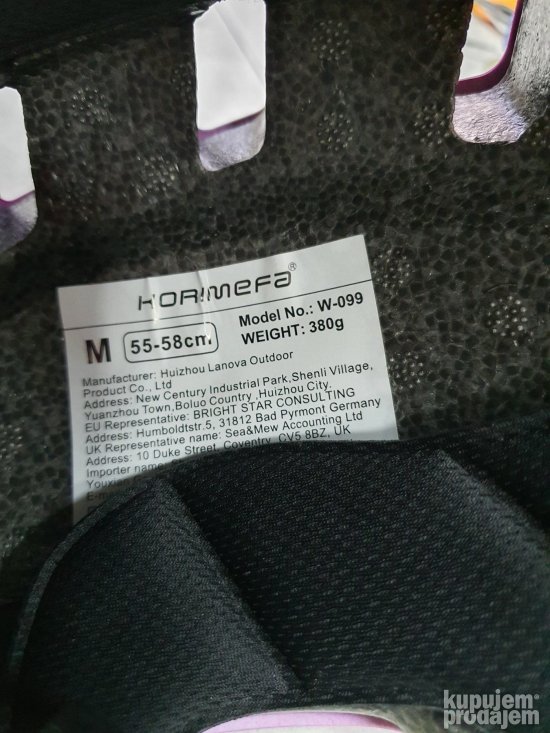 KORIMEFA®
M 55-58cm Model No.: W-099
WEIGHT: 380g
Manufacturer: Huizhou Lanova Outdoor
Product Co., Ltd
Address: New Century Industrial Park,Shenli Village,
Yuanzhou Town,Boluo Country ,Huizhou City.
EU Representative: BRIGHT STAR CONSULTING
Address: Humboldtstr.5, 31812 Bad Pyrmont Germany
UK Representative name: Sea&Mew Accounting Ltd
Address: 10 Duke Street, Coventry, CV5 8BZ, UK
Importer name
Youxian
kupujem
prodajem